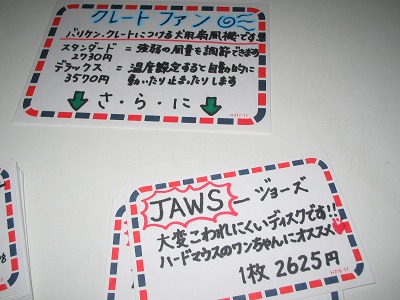 クレート ファン
バリケン、クレートにつける犬用扇風機です!
スタンダード = 強弱の風量も調節できます
2730円
デラックス = 温度設定すると自動的に
3570円 動いたり止まったりします
さ・ら・に
JAWS ージョーズ
大変こわれにくいディスクです!!
ハードマウスのワンちゃんにオススメ
1枚 2625円